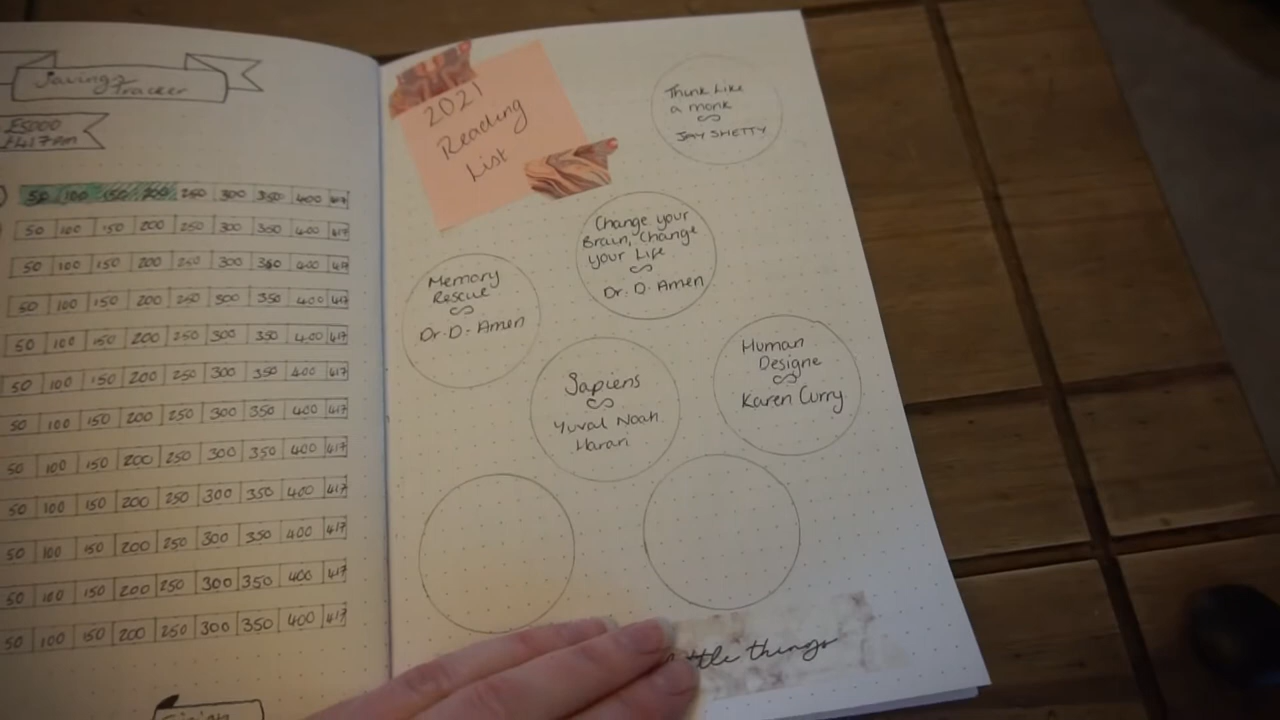 Savings
Tracker
£5000
£417pm
50 100 150 200 250 300 350 400 417
50 100 150 200 250 300 350 400 417
50 100 150 200 250 300 350 400 417
50 100 150 200 250 300 350 400 417
50 100 150 200 250 300 350 400 417
50 100 150 200 250 300 350 400 417
50 100 150 200 250 300 350 400 417
50 100 150 200 250 300 350 400 417
50 100 150 200 250 300 350 400 417
50 100 150 200 250 300 350 400 417
50 100 150 200 250 300 350 400 417
50 100 150 200 250 300 350 400 417
2021
Reading
List
Think Like
a monk
JAY SHETTY
Change your
Brain, Change
your Life
Dr. D. Amen
Memory
Rescue
Dr. D. Amen
Sapiens
Yuval Noah
Harari
Human
Designe
Karen Curry
things